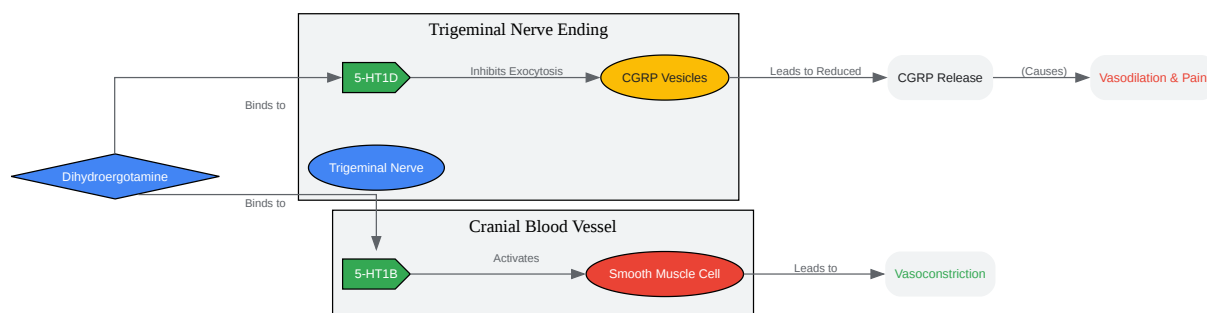 Trigeminal Nerve Ending
5-HT1D
Inhibits Exocytosis
CGRP Vesicles
Leads to Reduced
CGRP Release
(Causes)
Vasodilation & Pain
Binds to
Trigeminal Nerve
Dihydroergotamine
Binds to
Cranial Blood Vessel
5-HT1B
Activates
Smooth Muscle Cell
Leads to
Vasoconstriction